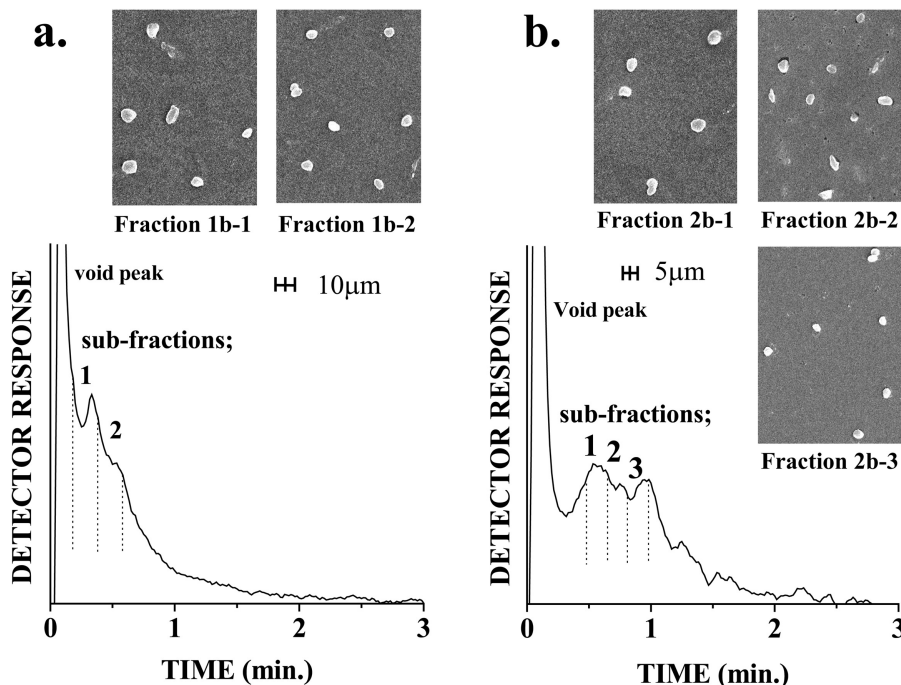 a.
Fraction 1b-1
Fraction 1b-2
void peak
10μm
sub-fractions;
1
2
DETECTOR RESPONSE
0
1
2
3
TIME (min.)
b.
Fraction 2b-1
Fraction 2b-2
5μm
Void peak
sub-fractions;
1
2
3
Fraction 2b-3
DETECTOR RESPONSE
0
1
2
3
TIME (min.)